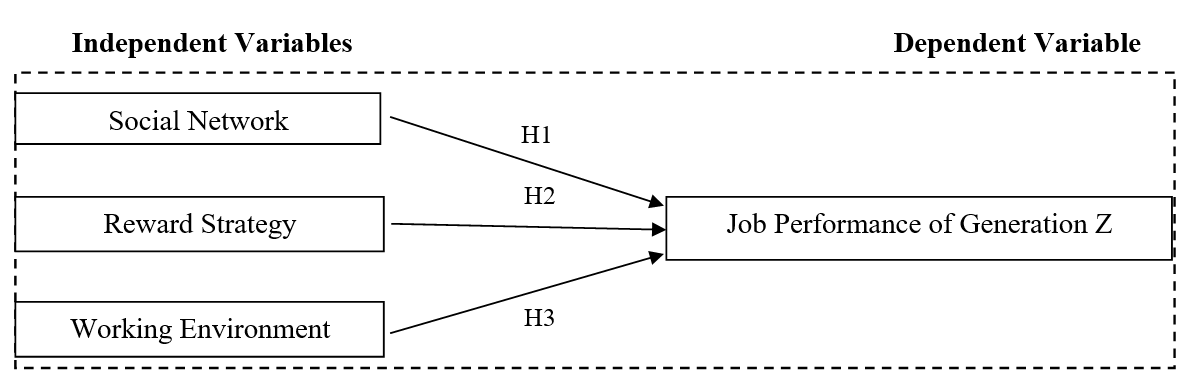 Independent Variables
Dependent Variable
Social Network
H1
H2
Reward Strategy
Job Performance of Generation Z
Working Environment
H3